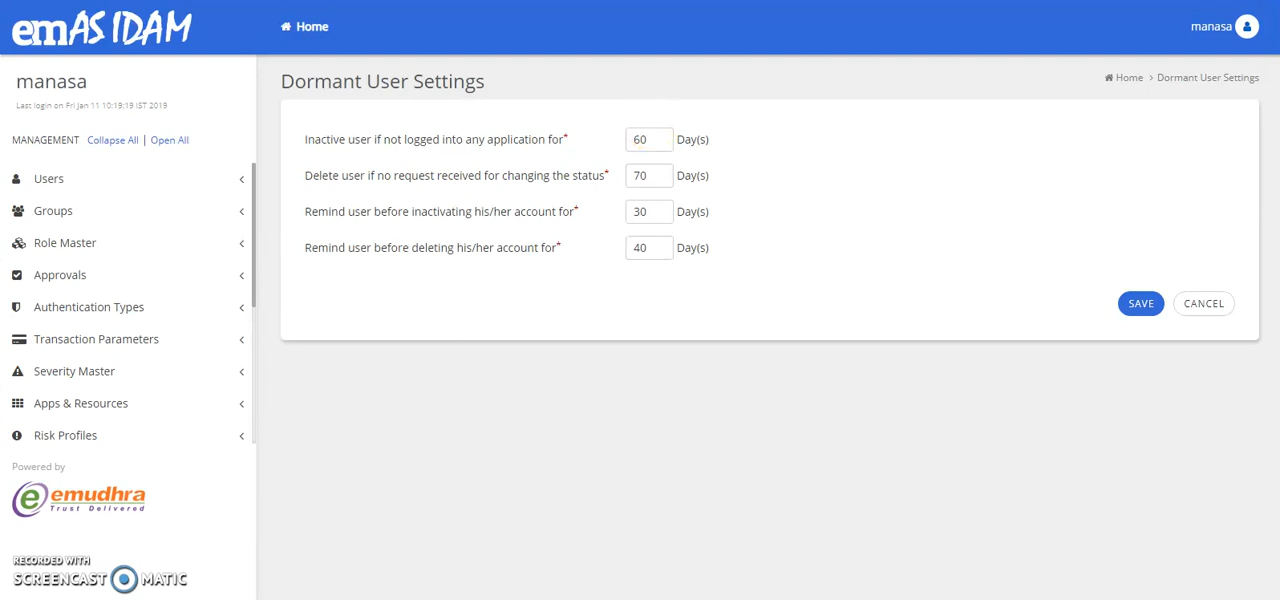 emAS IDAM
Home
manasa
manasa
Last login on Fri Jan 11 10:19:19 IST 2019
MANAGEMENT Collapse All | Open All
Users
Groups
Role Master
Approvals
Authentication Types
Transaction Parameters
Severity Master
Apps & Resources
Risk Profiles
Powered by
emudhra
Trust Delivered
RECORDED WITH
SCREENCAST MATIC
Dormant User Settings
Home > Dormant User Settings
Inactive user if not logged into any application for* 60 Day(s)
Delete user if no request received for changing the status* 70 Day(s)
Remind user before inactivating his/her account for* 30 Day(s)
Remind user before deleting his/her account for* 40 Day(s)
SAVE CANCEL